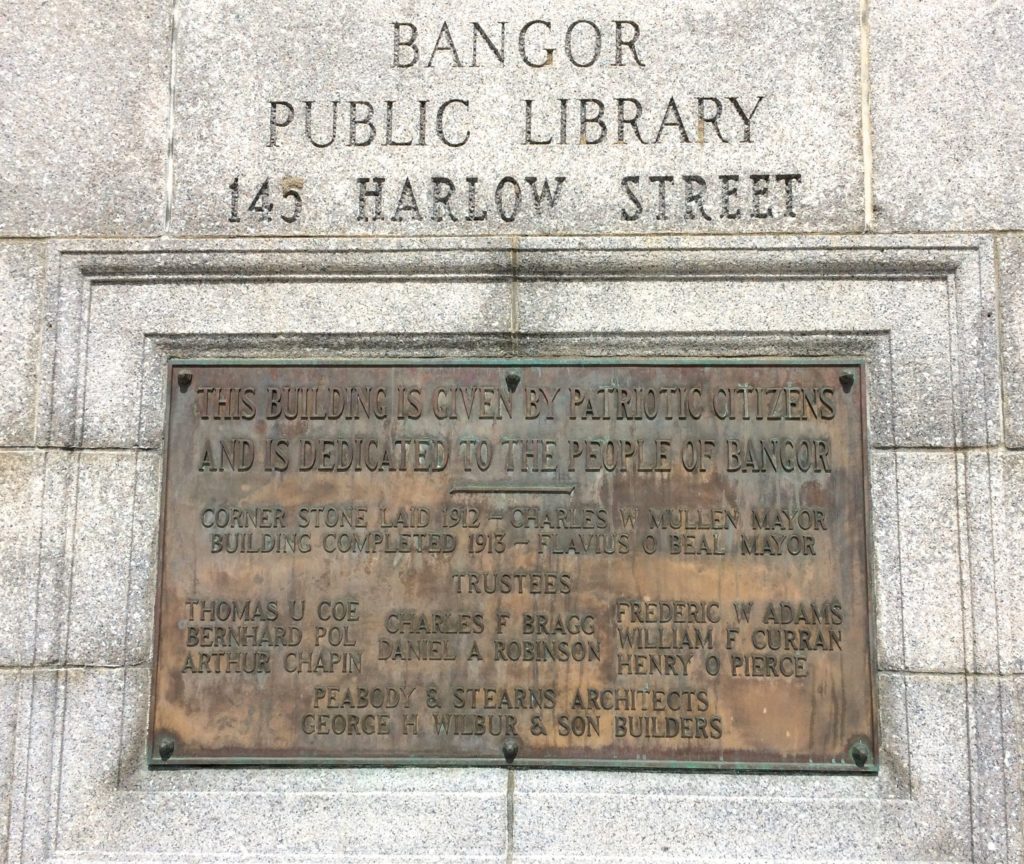 BANGOR
PUBLIC LIBRARY
145 HARLOW STREET
THIS BUILDING IS GIVEN BY PATRIOTIC CITIZENS
AND IS DEDICATED TO THE PEOPLE OF BANGOR
CORNER STONE LAID 1912 – CHARLES W MULLEN MAYOR
BUILDING COMPLETED 1913 – FLAVIUS O BEAL MAYOR
TRUSTEES
THOMAS U COE
BERNHARD POL
ARTHUR CHAPIN
CHARLES F BRAGG
DANIEL A ROBINSON
FREDERIC W ADAMS
WILLIAM F CURRAN
HENRY O PIERCE
PEABODY & STEARNS ARCHITECTS
GEORGE H WILBUR & SON BUILDERS